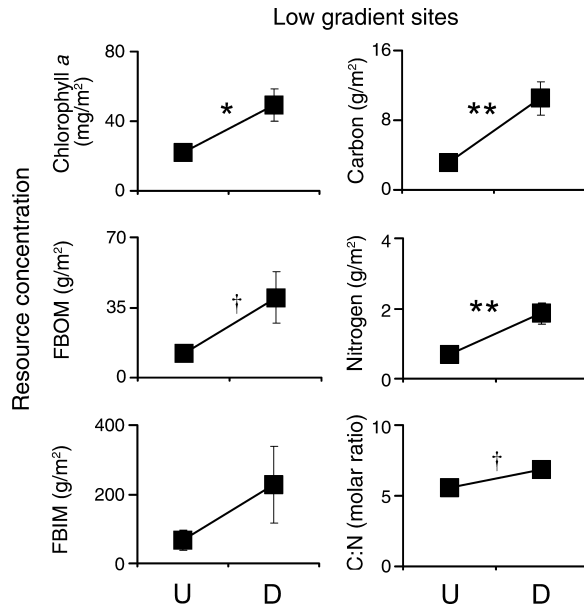 Low gradient sites
Resource concentration
Chlorophyll a
(mg/m²)
80
40
0
*
Carbon (g/m²)
16
8
0
**
FBOM (g/m²)
70
35
0
†
Nitrogen (g/m²)
4
2
0
**
FBIM (g/m²)
400
200
0
U
D
C:N (molar ratio)
10
5
0
†
U
D